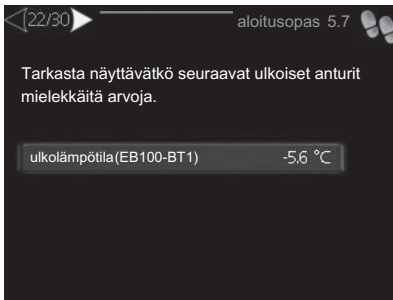 22/30
aloitusopas 5.7
Tarkasta näyttävätkö seuraavat ulkoiset anturit
mielekkäitä arvoja.
ulkolämpötila(EB100-BT1) -5.6 °C